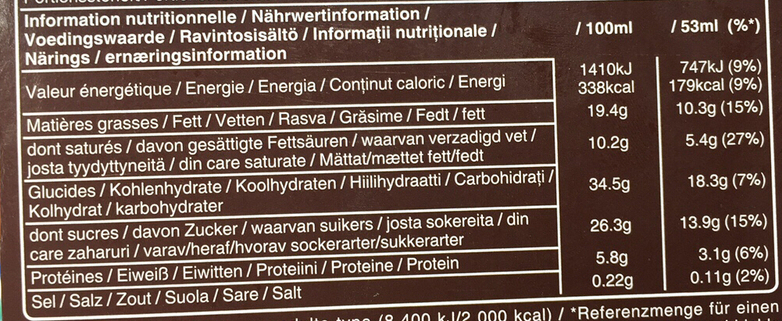 Information nutritionnelle / Nährwertinformation / 
Voedingswaarde / Ravintosisältö / Informații nutriționale / / 100ml / 53ml (%*)
Närings / ernæringsinformation
Valeur énergétique / Energie / Energia / Conținut caloric / Energi 1410kJ 747kJ (9%)
338kcal 179kcal (9%)
Matières grasses / Fett / Vetten / Rasva / Grăsime / Fedt / fett 19.4g 10.3g (15%)
dont saturés / davon gesättigte Fettsäuren / waarvan verzadigd vet / 10.2g 5.4g (27%)
josta tyydyttyneitä / din care saturate / Mättat/mættet fett/fedt
Glucides / Kohlenhydrate / Koolhydraten / Hiilihydraatti / Carbohidrați / 34.5g 18.3g (7%)
Kolhydrat / karbohydrater
dont sucres / davon Zucker / waarvan suikers / josta sokereita / din 26.3g 13.9g (15%)
care zaharuri / varav/heraf/hvorav sockerarter/sukkerarter
Protéines / Eiweiß / Eiwitten / Proteiini / Proteine / Protein 5.8g 3.1g (6%)
Sel / Salz / Zout / Suola / Sare / Salt 0.22g 0.11g (2%)
(8 400 kJ/2 000 kcal) / *Referenzmenge für einen